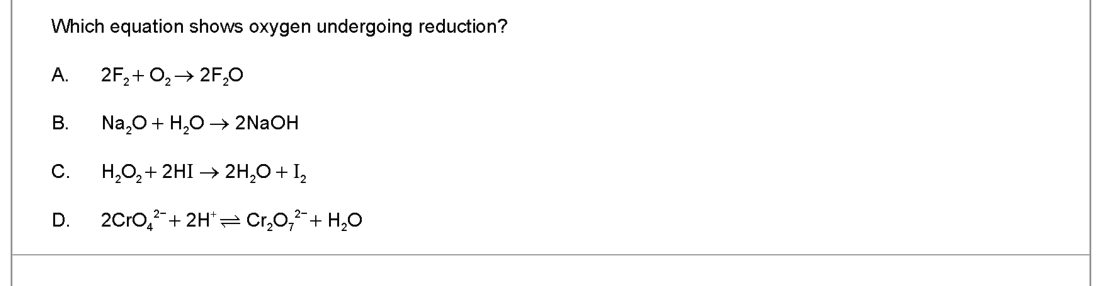 Which equation shows oxygen undergoing reduction?
A. 2F₂ + O₂ → 2F₂O
B. Na₂O + H₂O → 2NaOH
C. H₂O₂ + 2HI → 2H₂O + I₂
D. 2CrO₄²⁻ + 2H⁺ ⇌ Cr₂O₇²⁻ + H₂O